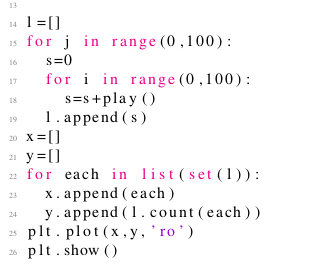 13
14 l=[]
15 for j in range(0,100):
16   s=0
17   for i in range(0,100):
18     s=s+play()
19   l.append(s)
20 x=[]
21 y=[]
22 for each in list(set(l)):
23   x.append(each)
24   y.append(l.count(each))
25 plt.plot(x,y,'ro')
26 plt.show()